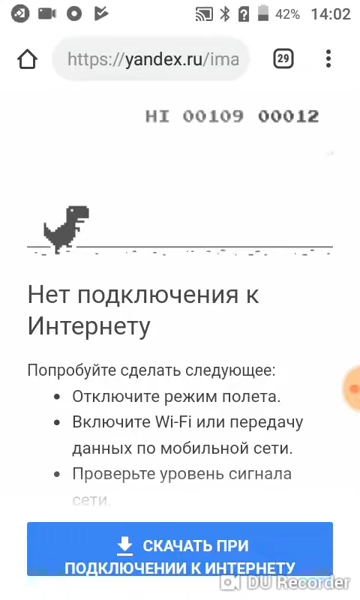 42% 14:02
https://yandex.ru/ima 29
HI 00109 00012
Нет подключения к
Интернету
Попробуйте сделать следующее:
• Отключите режим полета.
• Включите Wi-Fi или передачу
данных по мобильной сети.
• Проверьте уровень сигнала
сети.
СКАЧАТЬ ПРИ
ПОДКЛЮЧЕНИИ К ИНТЕРНЕТУ
DU Recorder